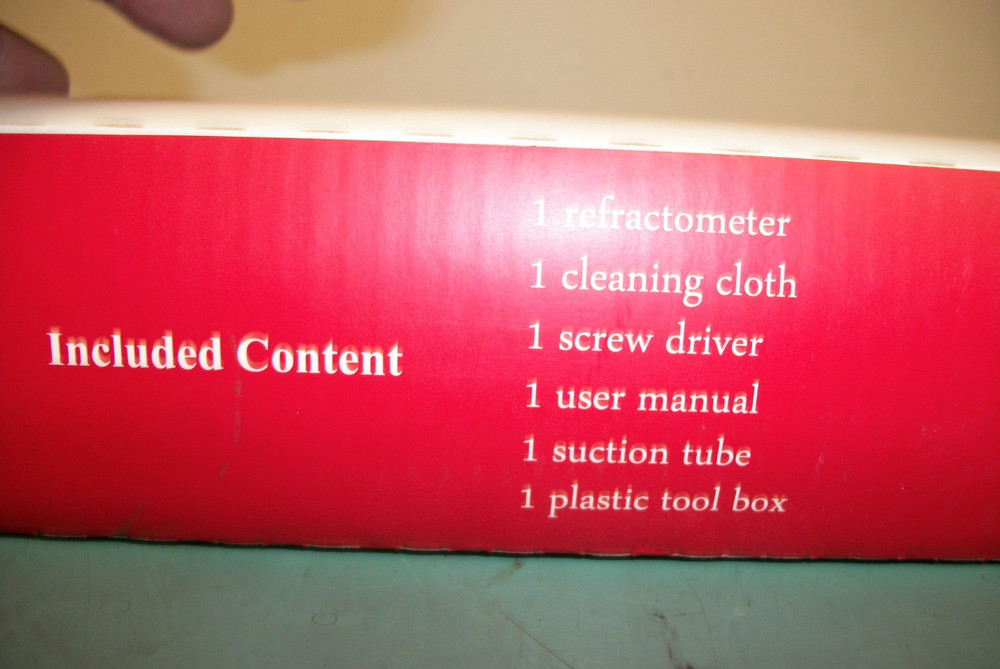 Included Content
1 refractometer
1 cleaning cloth
1 screw driver
1 user manual
1 suction tube
1 plastic tool box